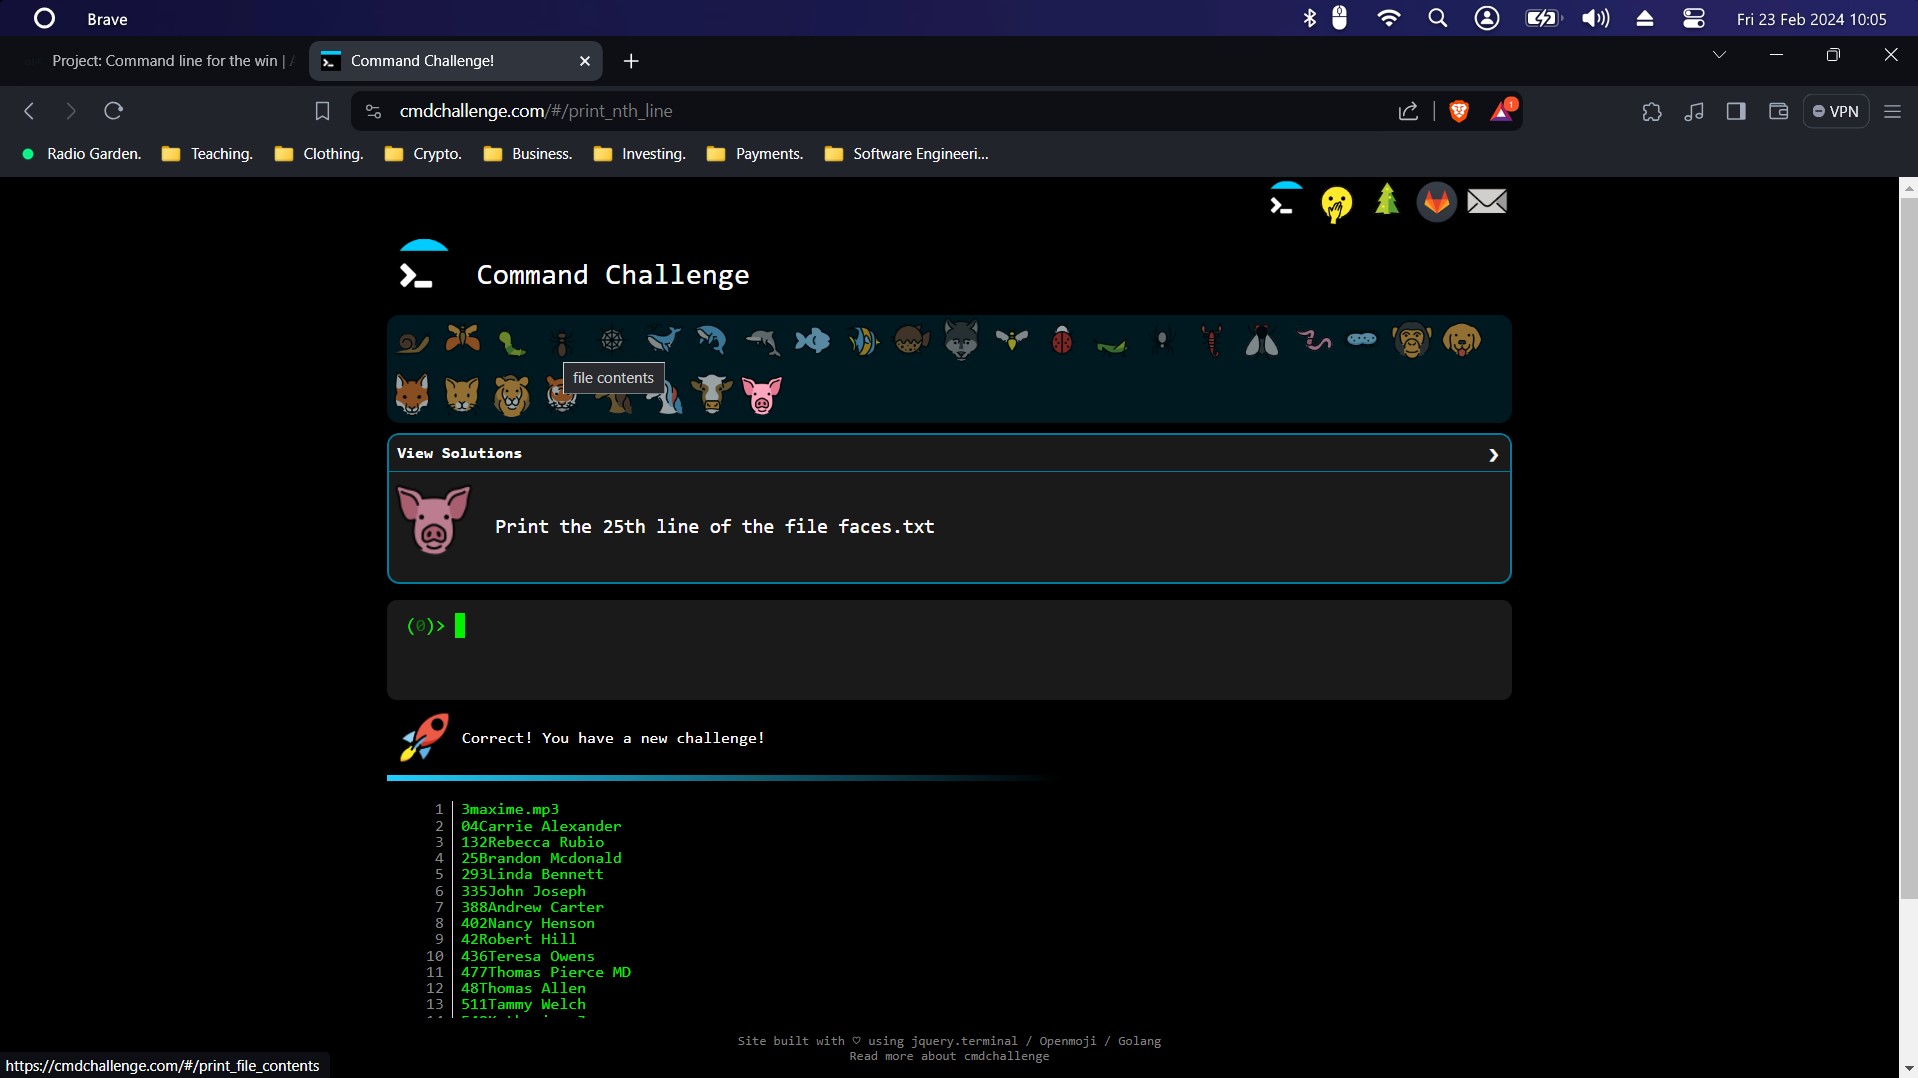 Brave
Fri 23 Feb 2024 10:05
Project: Command line for the win |
Command Challenge!
cmdchallenge.com/#/print_nth_line
1
VPN
Radio Garden.
Teaching.
Clothing.
Crypto.
Business.
Investing.
Payments.
Software Engineeri...
Command Challenge
file contents
View Solutions
Print the 25th line of the file faces.txt
(0)>
Correct! You have a new challenge!
1 3maxime.mp3
2 04Carrie Alexander
3 132Rebecca Rubio
4 25Brandon Mcdonald
5 293Linda Bennett
6 335John Joseph
7 388Andrew Carter
8 402Nancy Henson
9 42Robert Hill
10 436Teresa Owens
11 477Thomas Pierce MD
12 48Thomas Allen
13 511Tammy Welch
Site built with ♡ using jquery.terminal / Openmoji / Golang
Read more about cmdchallenge
https://cmdchallenge.com/#/print_file_contents